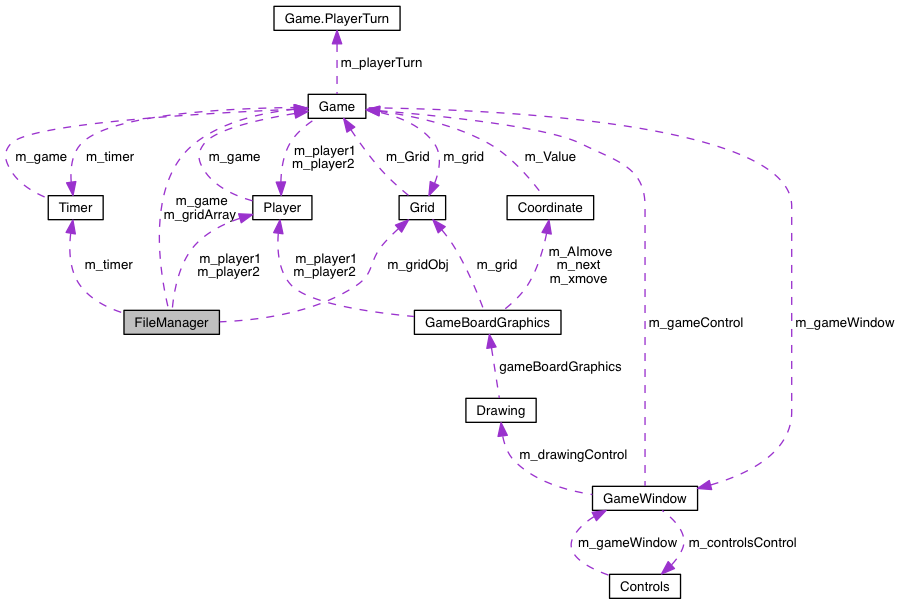 Game.PlayerTurn
m_playerTurn
Game
m_game
m_timer
m_game
m_player1
m_player2
m_Grid
m_grid
m_Value
m_game
m_gridArray
Timer
Player
Grid
Coordinate
m_timer
m_player1
m_player2
m_player1
m_player2
m_gridObj
m_grid
m_AImove
m_next
m_xmove
FileManager
GameBoardGraphics
m_gameControl
m_gameWindow
gameBoardGraphics
Drawing
m_drawingControl
GameWindow
m_gameWindow
m_controlsControl
Controls